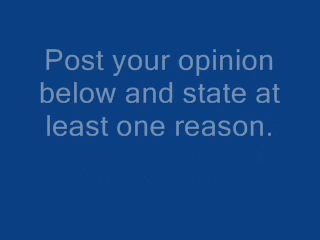 Post your opinion
below and state at
least one reason.